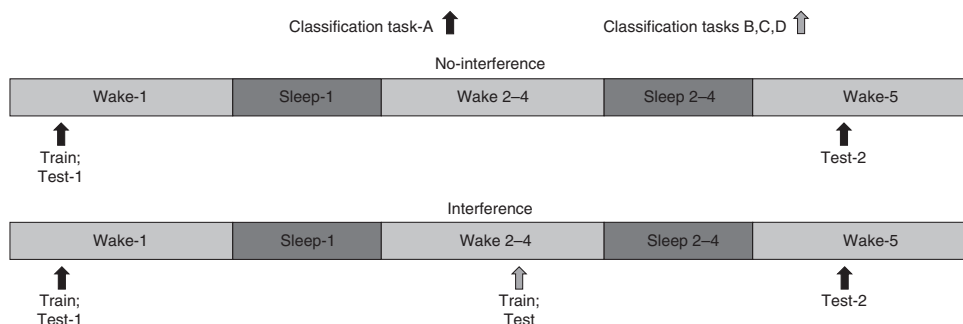 Classification task-A
Classification tasks B,C,D
No-interference
Wake-1
Sleep-1
Wake 2–4
Sleep 2–4
Wake-5
Train;
Test-1
Test-2
Interference
Wake-1
Sleep-1
Wake 2–4
Sleep 2–4
Wake-5
Train;
Test-1
Train;
Test
Test-2